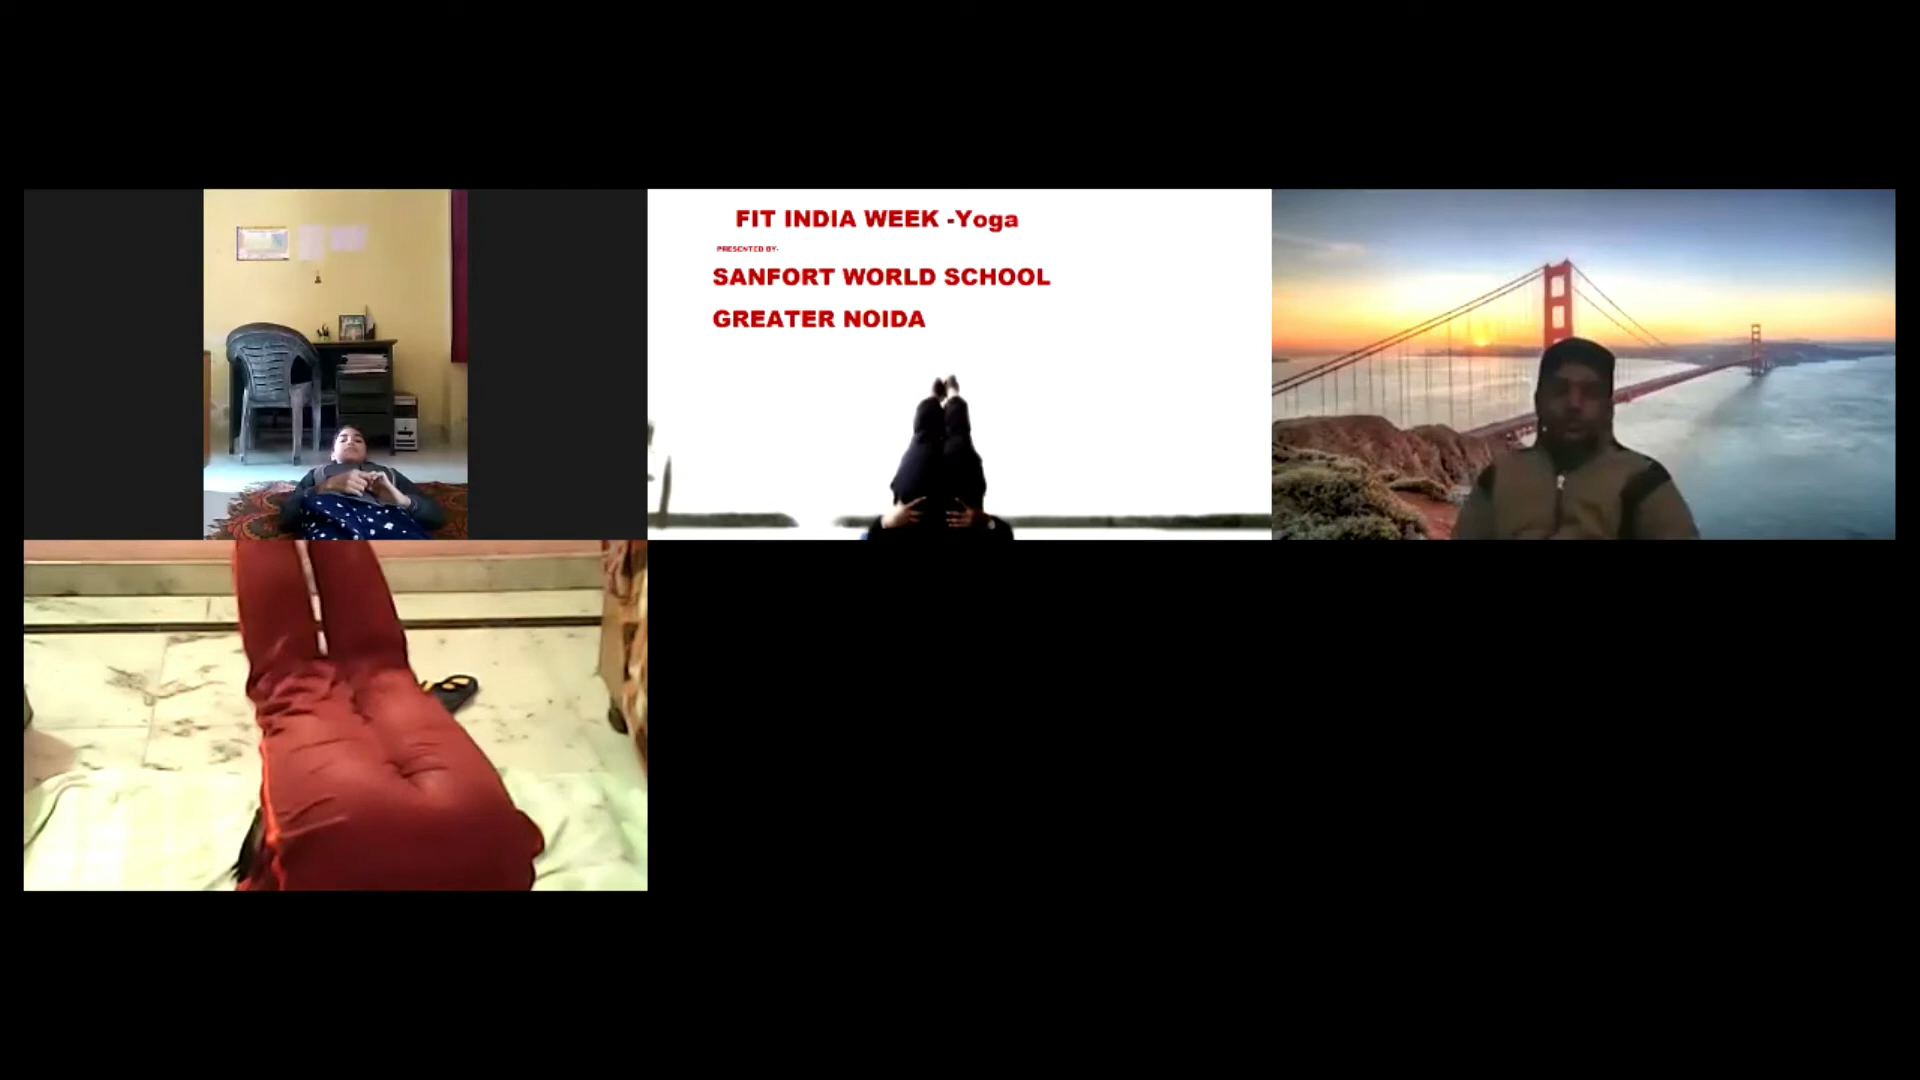 FIT INDIA WEEK -Yoga
PRESENTED BY-
SANFORT WORLD SCHOOL
GREATER NOIDA